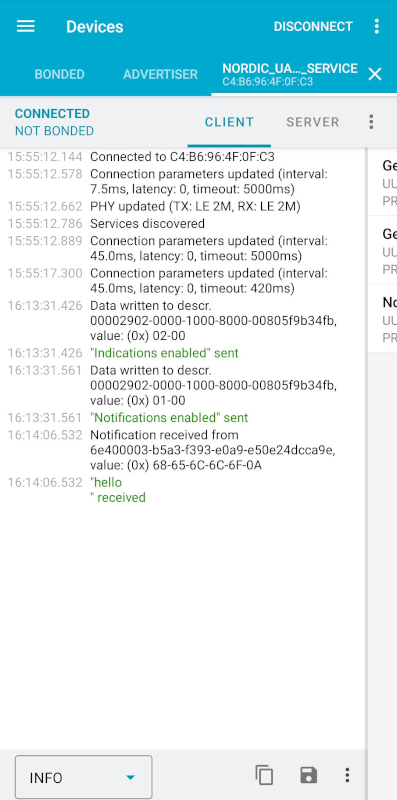 Devices
DISCONNECT
BONDED
ADVERTISER
NORDIC_UA..._SERVICE
C4:B6:96:4F:0F:C3
CONNECTED
NOT BONDED
CLIENT
SERVER
15:55:12.144 Connected to C4:B6:96:4F:0F:C3
15:55:12.578 Connection parameters updated (interval:
7.5ms, latency: 0, timeout: 5000ms)
15:55:12.662 PHY updated (TX: LE 2M, RX: LE 2M)
15:55:12.786 Services discovered
15:55:12.889 Connection parameters updated (interval:
45.0ms, latency: 0, timeout: 5000ms)
15:55:17.300 Connection parameters updated (interval:
45.0ms, latency: 0, timeout: 420ms)
16:13:31.426 Data written to descr.
00002902-0000-1000-8000-00805f9b34fb,
value: (0x) 02-00
16:13:31.426 "Indications enabled" sent
16:13:31.561 Data written to descr.
00002902-0000-1000-8000-00805f9b34fb,
value: (0x) 01-00
16:13:31.561 "Notifications enabled" sent
16:14:06.532 Notification received from
6e400003-b5a3-f393-e0a9-e50e24dcca9e,
value: (0x) 68-65-6C-6C-6F-0A
16:14:06.532 "hello
" received
Ge
UU
PR
Ge
UU
PR
No
UU
PR
INFO